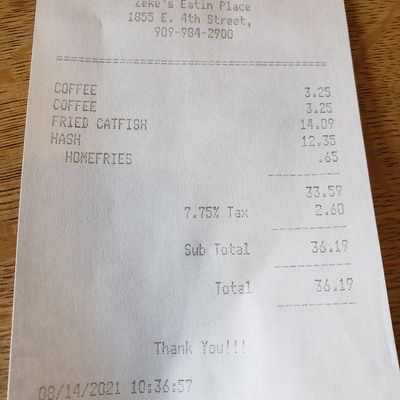 Zeke's Eatin Place
1855 E. 4th Street,
909-984-2900
COFFEE 3.25
COFFEE 3.25
FRIED CATFISH 14.09
HASH 12.35
HOMEFRIES .65
33.59
7.75% Tax 2.60
Sub Total 36.19
Total 36.19
Thank You!!!
08/14/2021 10:36:57